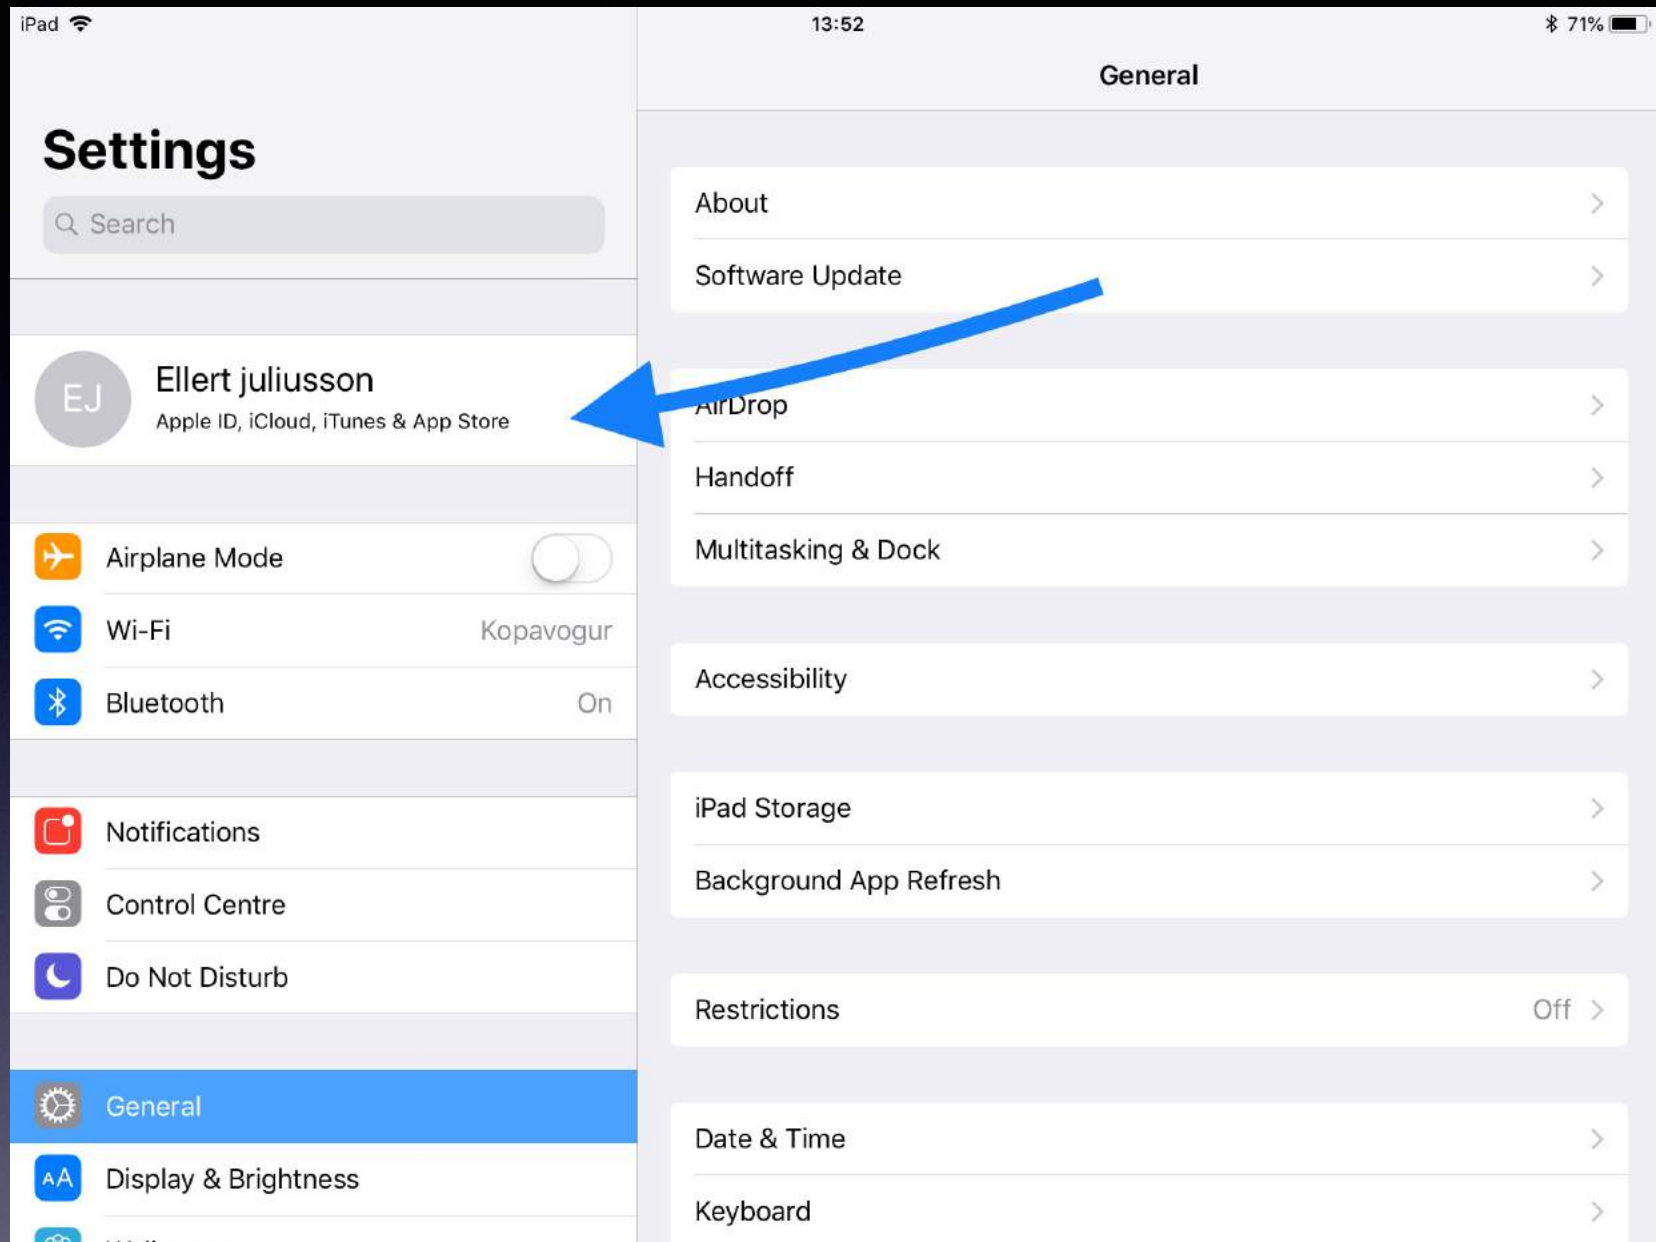 iPad
13:52
71%
Settings
Search
EJ
Ellert juliusson
Apple ID, iCloud, iTunes & App Store
Airplane Mode
Wi-Fi Kopavogur
Bluetooth On
Notifications
Control Centre
Do Not Disturb
General
Display & Brightness
General
About
Software Update
AirDrop
Handoff
Multitasking & Dock
Accessibility
iPad Storage
Background App Refresh
Restrictions Off
Date & Time
Keyboard